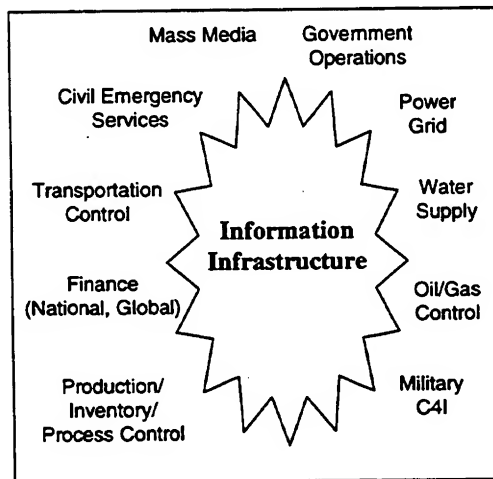 Mass Media
Government
Operations
Civil Emergency
Services
Power
Grid
Transportation
Control
Water
Supply
Information
Infrastructure
Finance
(National, Global)
Oil/Gas
Control
Production/
Inventory/
Process Control
Military
C4I